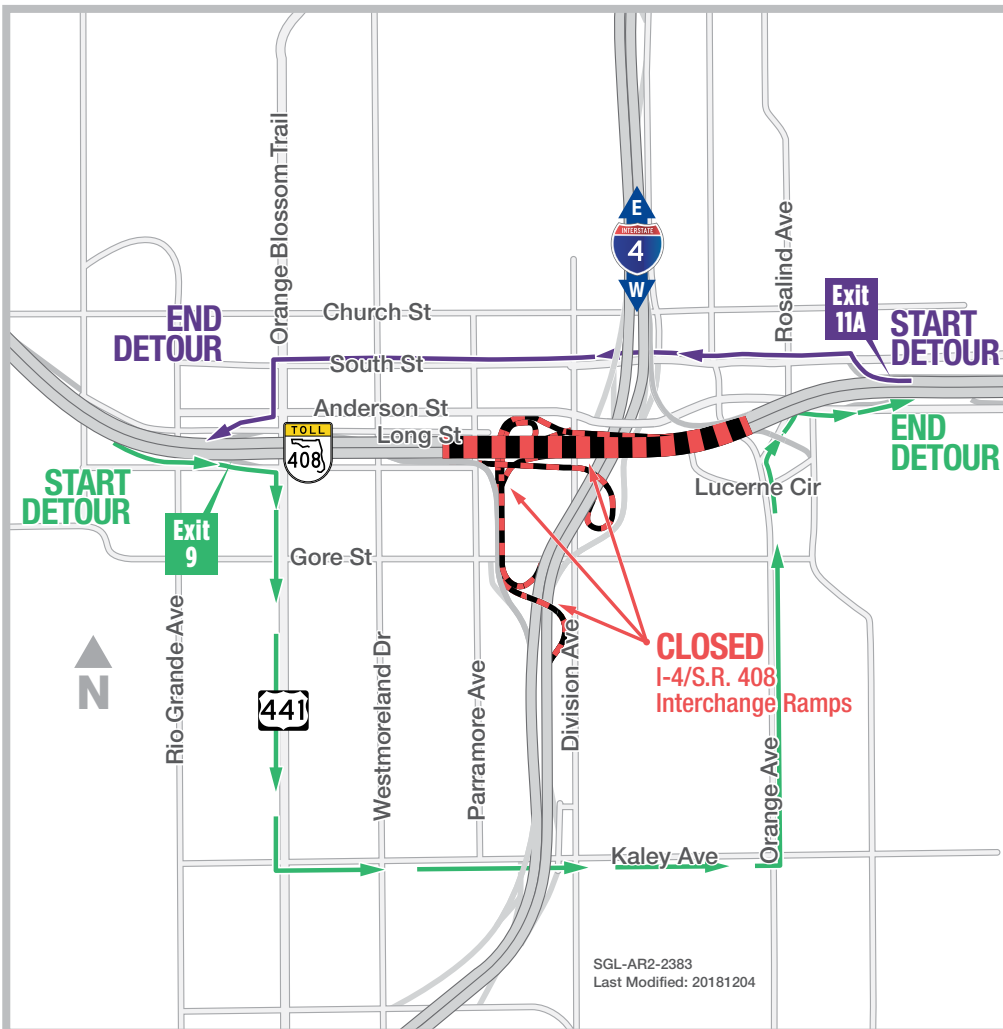 Orange Blossom Trail
E
INTERSTATE
4
W
Rosalind Ave
Church St
Exit
11A
START
DETOUR
END
DETOUR
South St
Anderson St
Long St
TOLL
408
END
DETOUR
START
DETOUR
Exit
9
Lucerne Cir
Gore St
N
Rio Grande Ave
441
Westmoreland Dr
Parramore Ave
Division Ave
CLOSED
I-4/S.R. 408
Interchange Ramps
Orange Ave
Kaley Ave
SGL-AR2-2383
Last Modified: 20181204